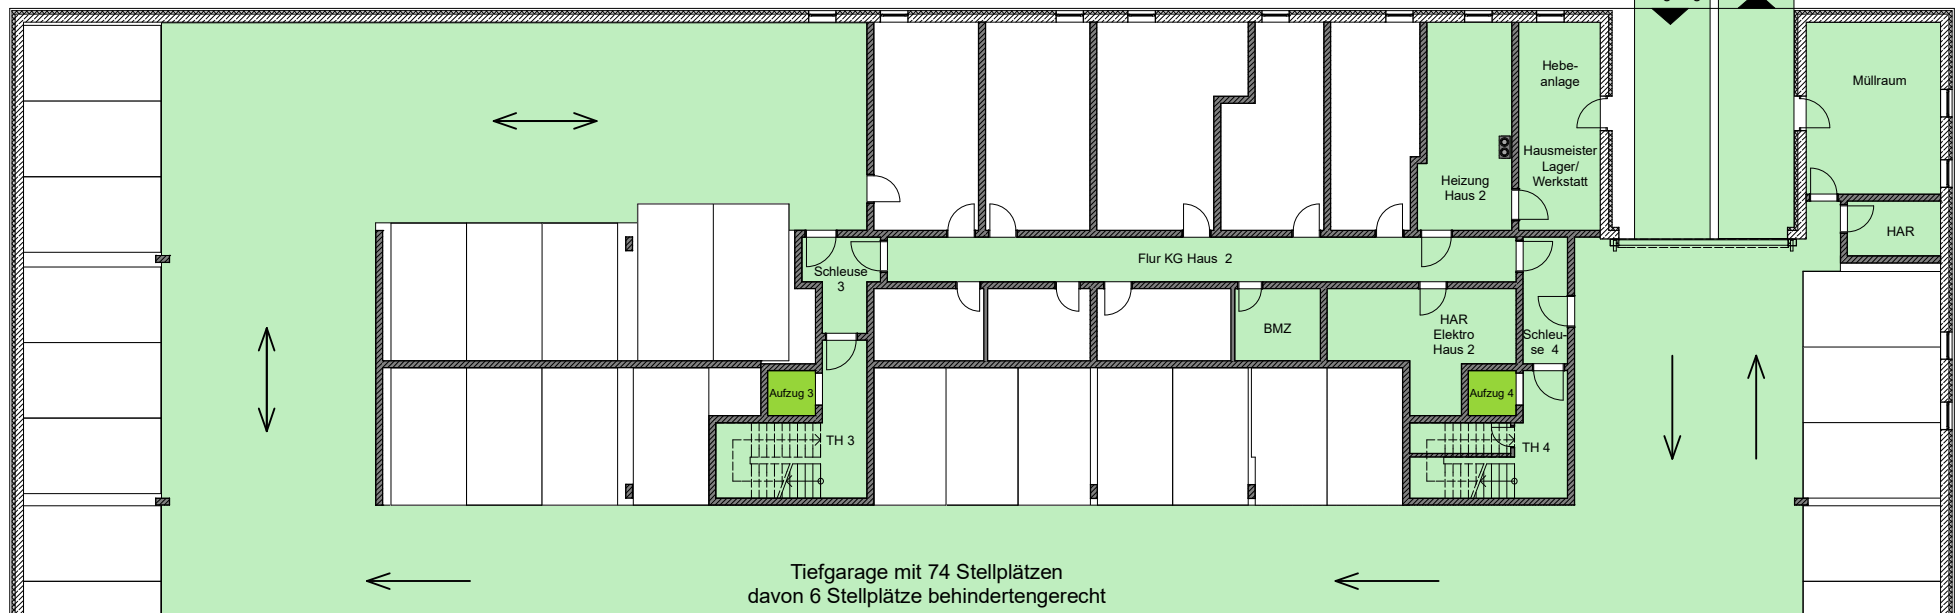 Hebe-
anlage
Müllraum
Hausmeister
Lager/
Werkstatt
Heizung
Haus 2
HAR
Flur KG Haus 2
Schleuse
3
BMZ
HAR
Elektro
Haus 2
Schleu-
se 4
Aufzug 3
Aufzug 4
TH 3
TH 4
Tiefgarage mit 74 Stellplätzen
davon 6 Stellplätze behindertengerecht